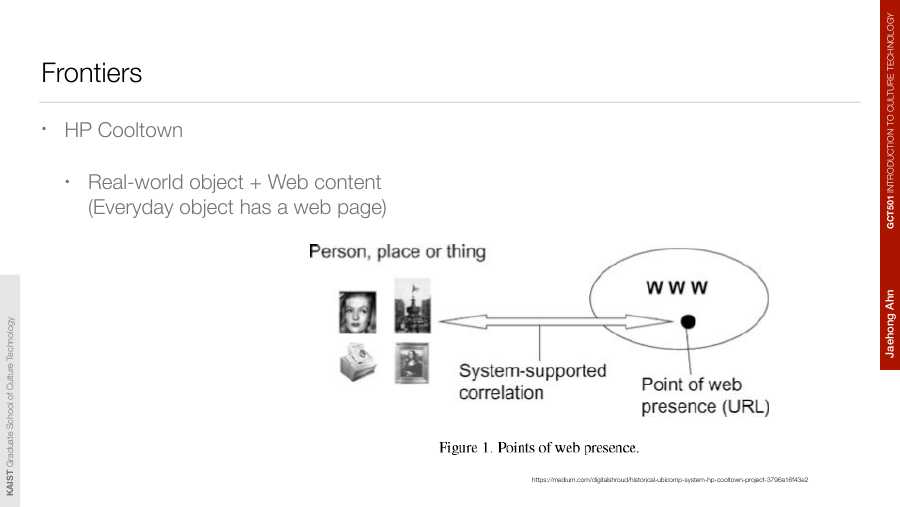 Frontiers
• HP Cooltown
• Real-world object + Web content
(Everyday object has a web page)
Person, place or thing
W W W
System-supported
correlation
Point of web
presence (URL)
Figure 1. Points of web presence.
https://medium.com/digitalshroud/historical-ubicomp-system-hp-cooltown-project-3796a16f43e2
KAIST Graduate School of Culture Technology
GCT501 INTRODUCTION TO CULTURE TECHNOLOGY
Jaehong Ahn